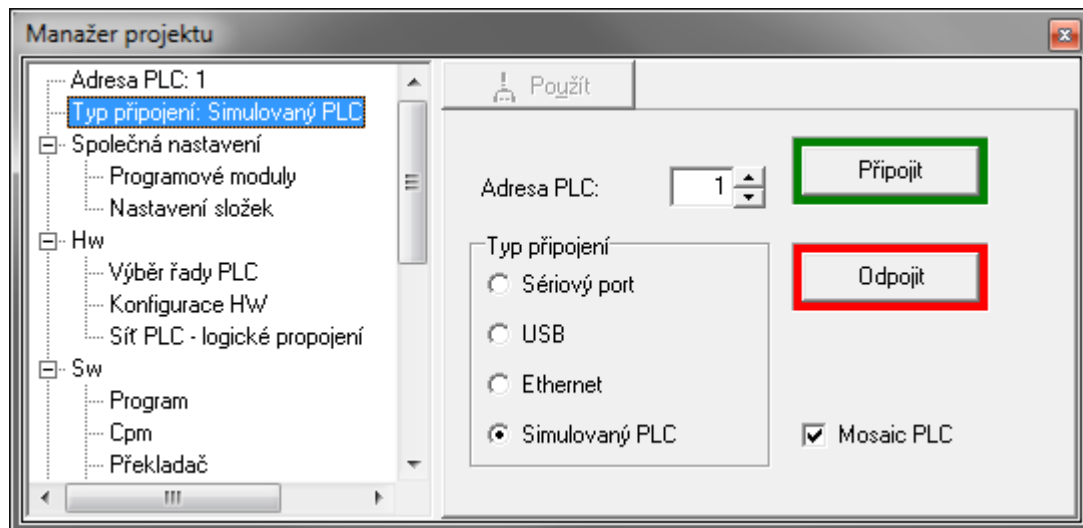 Manažer projektu
Adresa PLC: 1
Typ připojení: Simulovaný PLC
Společná nastavení
Programové moduly
Nastavení složek
Hw
Výběr řady PLC
Konfigurace HW
Síť PLC - logické propojení
Sw
Program
Cpm
Překladač
Použít
Adresa PLC: 1
Připojit
Typ připojení
Odpojit
Sériový port
USB
Ethernet
Simulovaný PLC
Mosaic PLC